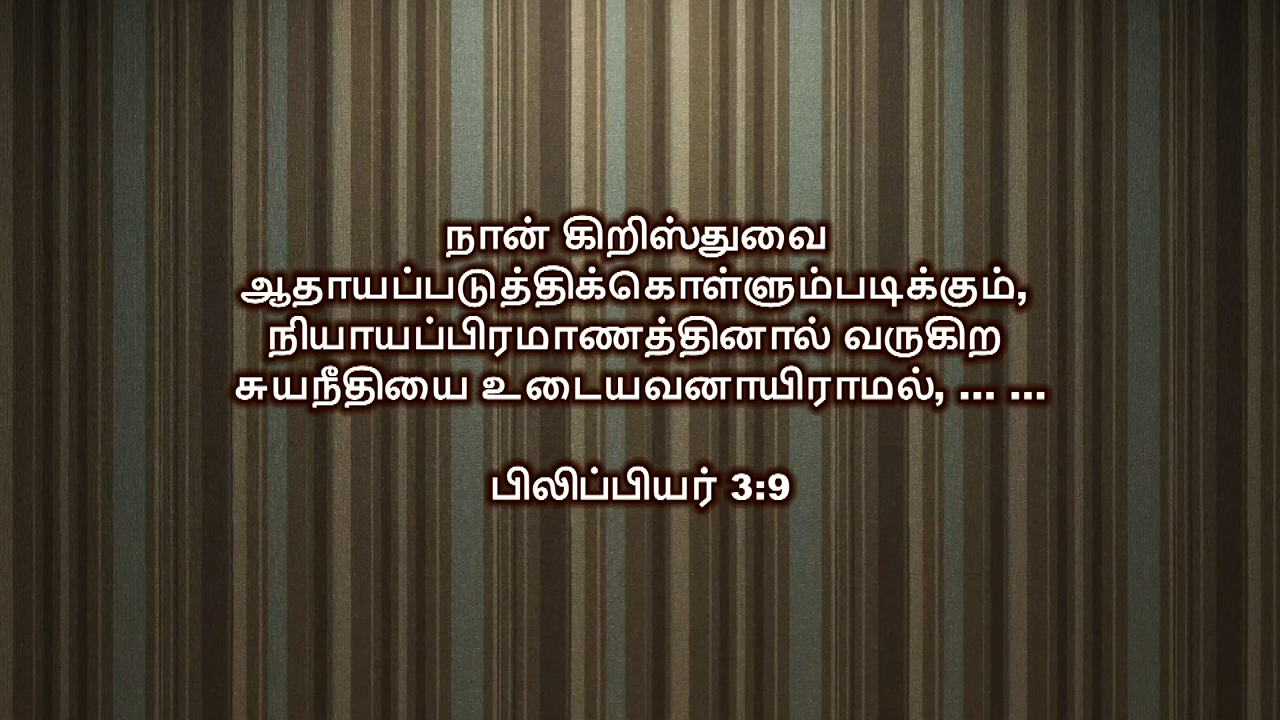 நான் கிறிஸ்துவை
ஆதாயப்படுத்திக்கொள்ளும்படிக்கும்,
நியாயப்பிரமாணத்தினால் வருகிற
சுயநீதியை உடையவனாயிராமல், ... ...
பிலிப்பியர் 3:9